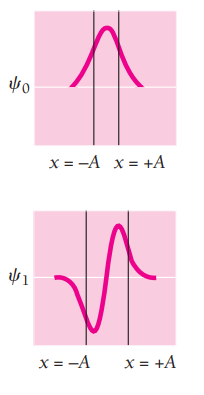 ψ₀
x = –A x = +A
ψ₁
x = –A x = +A